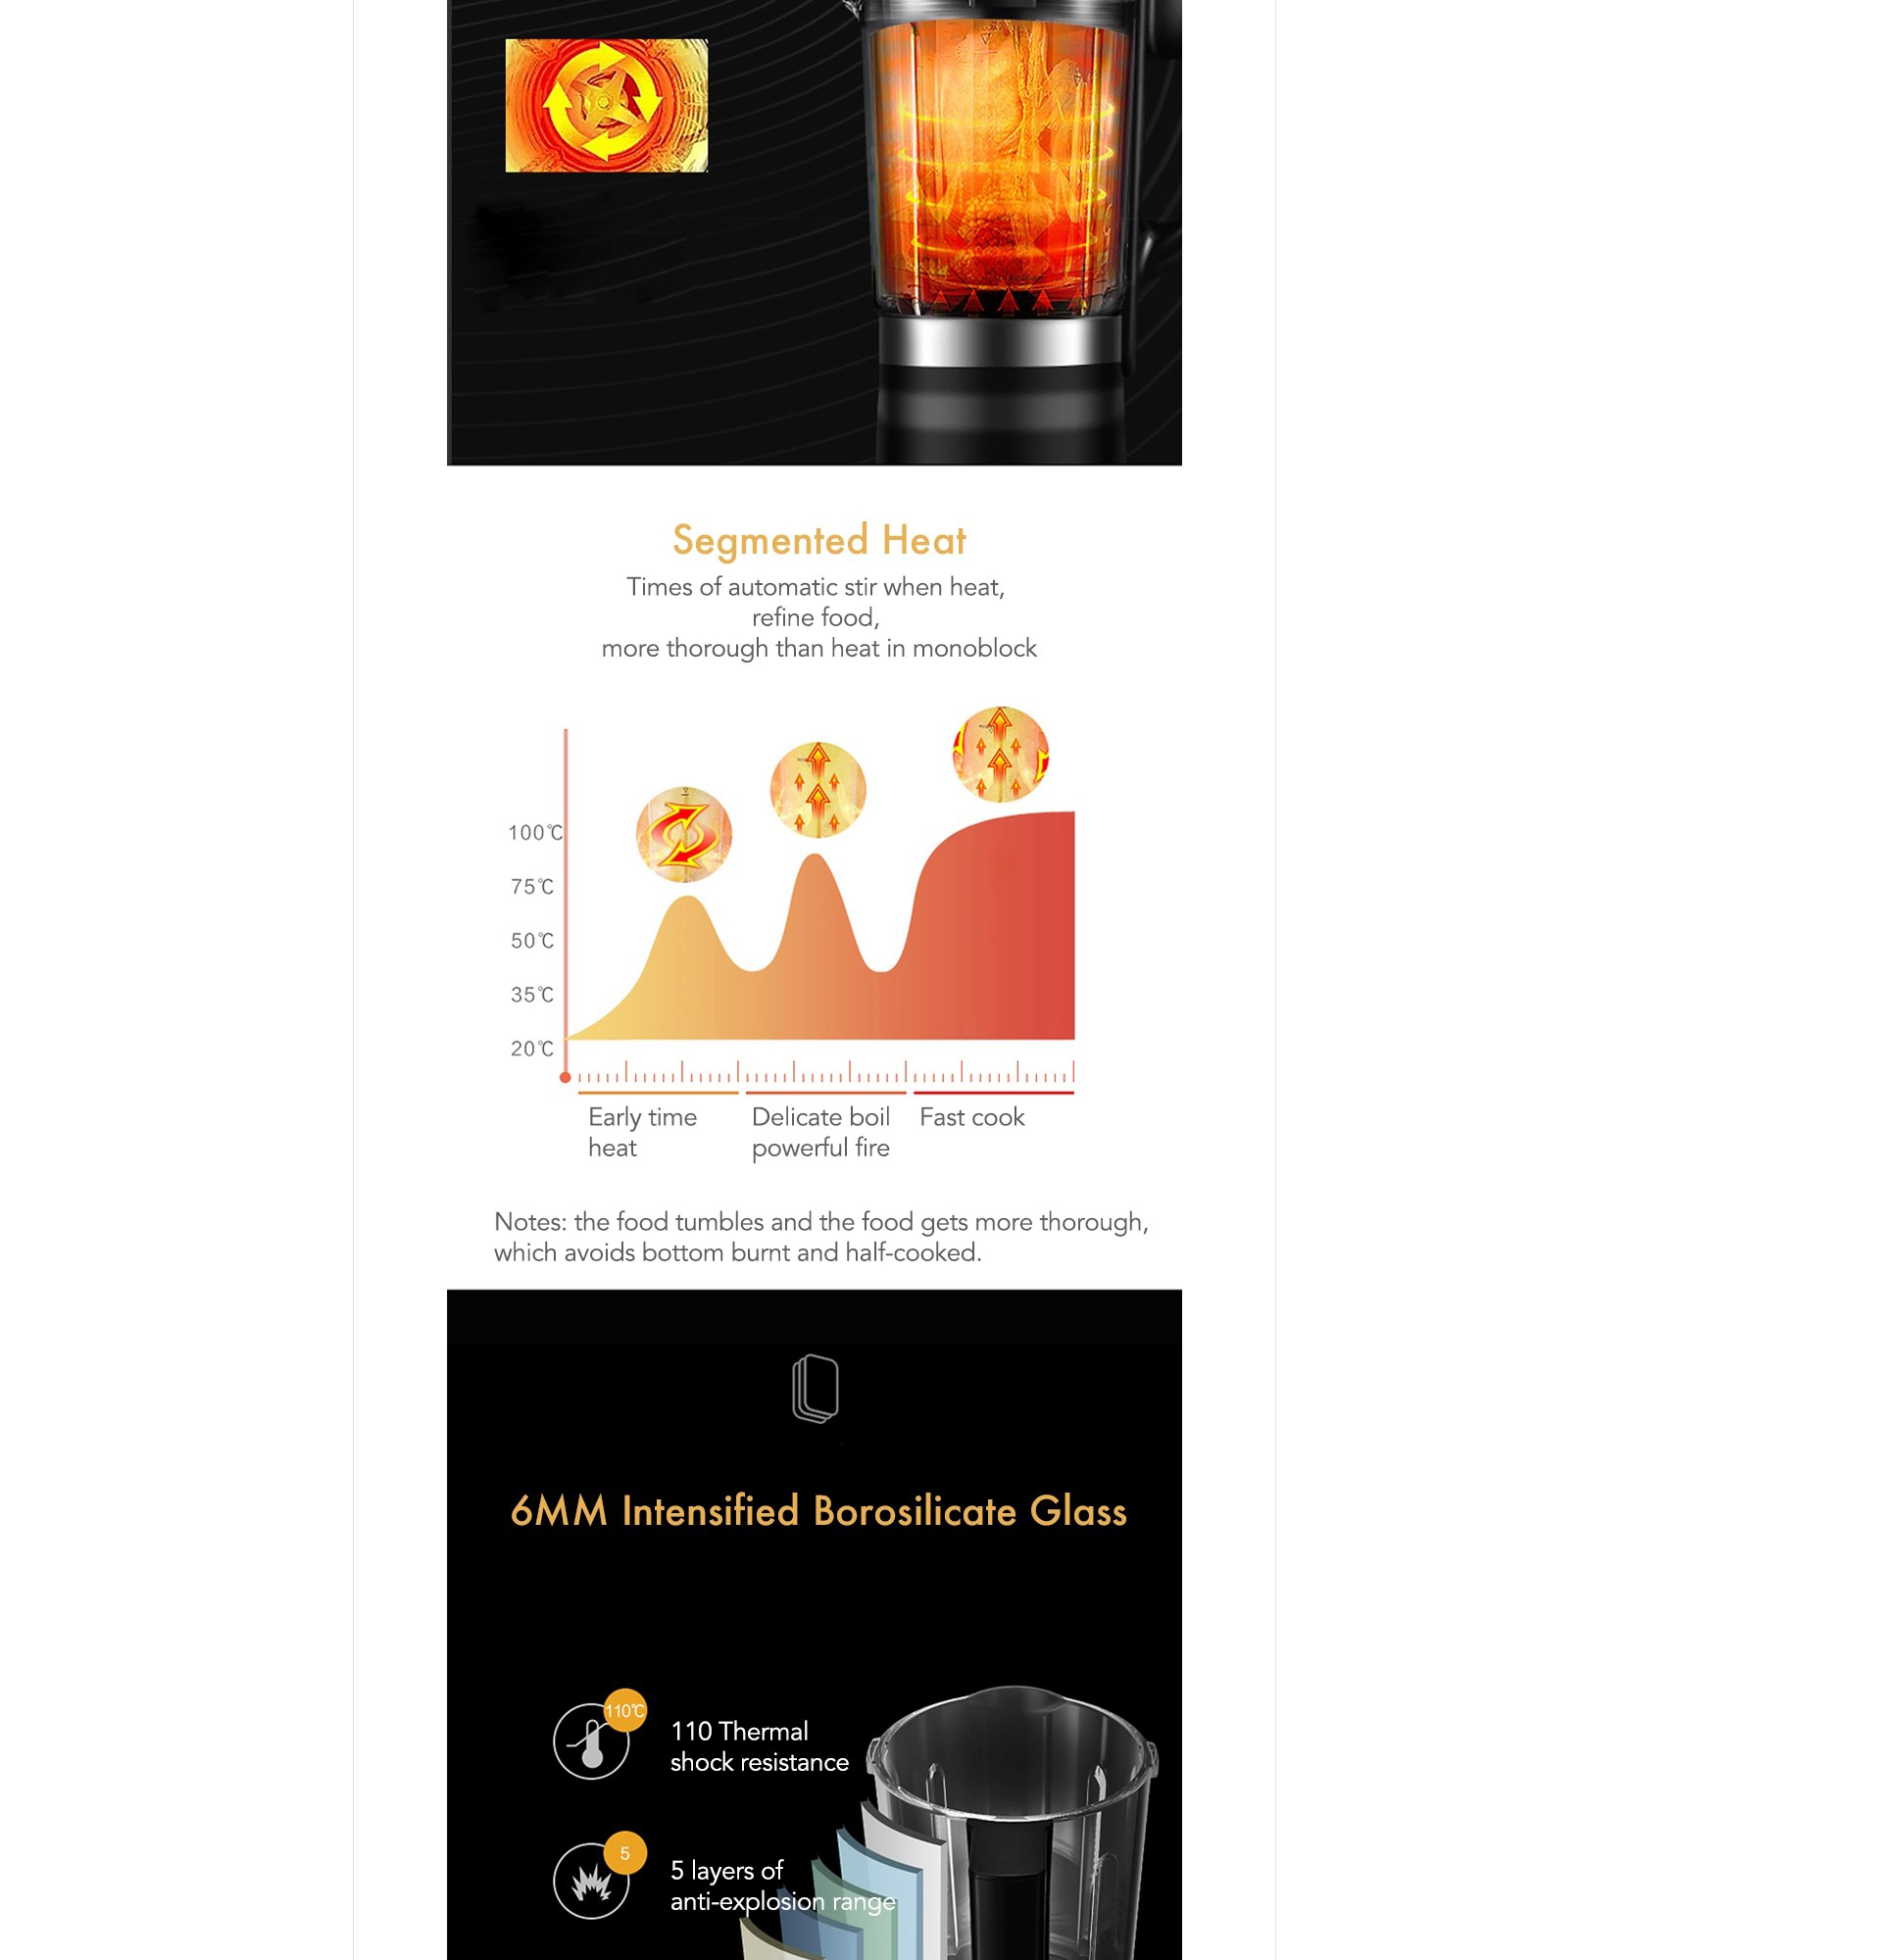 Segmented Heat
Times of automatic stir when heat,
refine food,
more thorough than heat in monoblock
100℃
75℃
50℃
35℃
20℃
Early time
heat
Delicate boil
powerful fire
Fast cook
Notes: the food tumbles and the food gets more thorough,
which avoids bottom burnt and half-cooked.
6MM Intensified Borosilicate Glass
110℃
110 Thermal
shock resistance
5
5 layers of
anti-explosion range